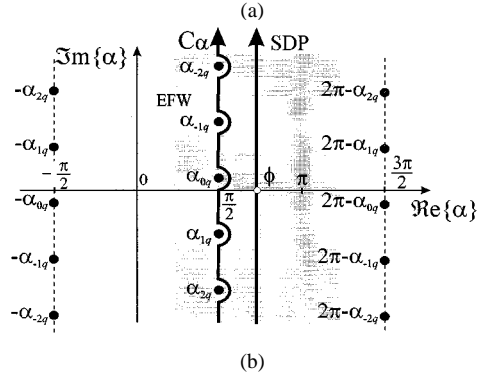 (a)
ℑm{α} Cα SDP
α₋₂q
-α₂q EFW 2π-α₂q
α₋₁q
-α₁q 2π-α₁q
-π/2 0 α₀q ϕ π 3π/2
-α₀q π/2 2π-α₀q ℜe{α}
α₁q
-α₋₁q 2π-α₋₁q
α₂q
-α₋₂q 2π-α₋₂q
(b)